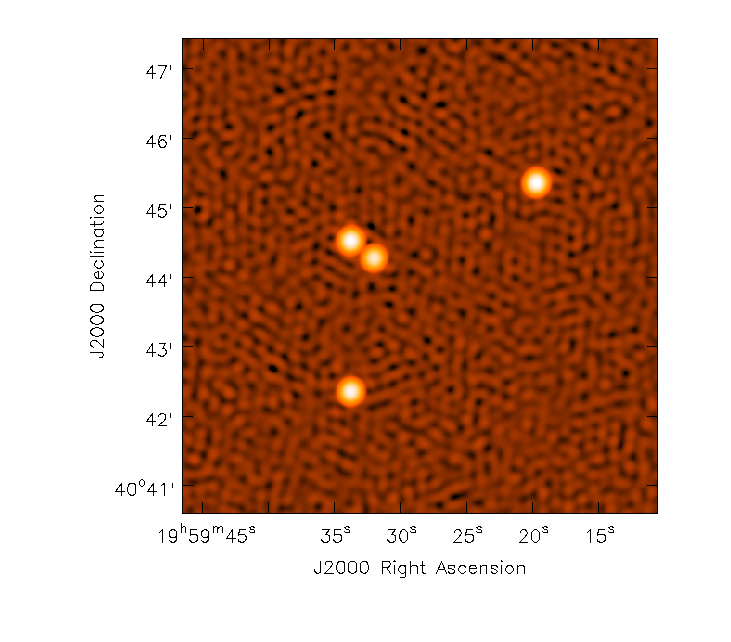 47'
46'
45'
44'
43'
42'
40°41'
19ʰ59ᵐ45ˢ 35ˢ 30ˢ 25ˢ 20ˢ 15ˢ
J2000 Right Ascension
J2000 Declination